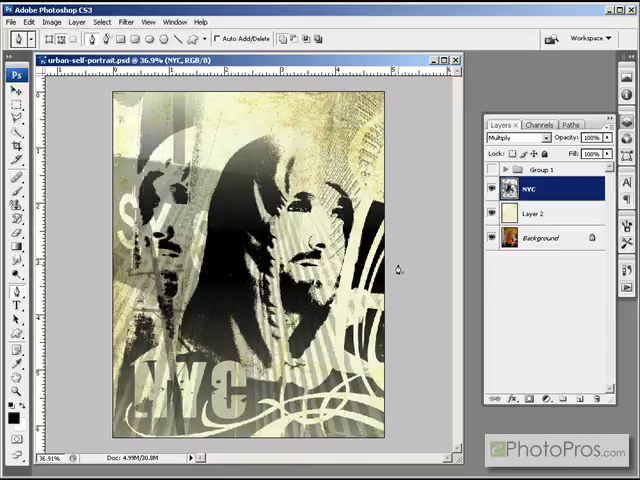 Adobe Photoshop CS3
File Edit Image Layer Select Filter View Window Help
Auto Add/Delete
Workspace
urban-self-portrait.psd @ 36.9% (NYC, RGB/8)
Ps
Layers Channels Paths
Multiply Opacity: 100%
Lock: Fill: 100%
Group 1
NYC
Layer 2
Background
NYC
36.91% Doc: 4.99M/30.8M
ePhotoPros.com